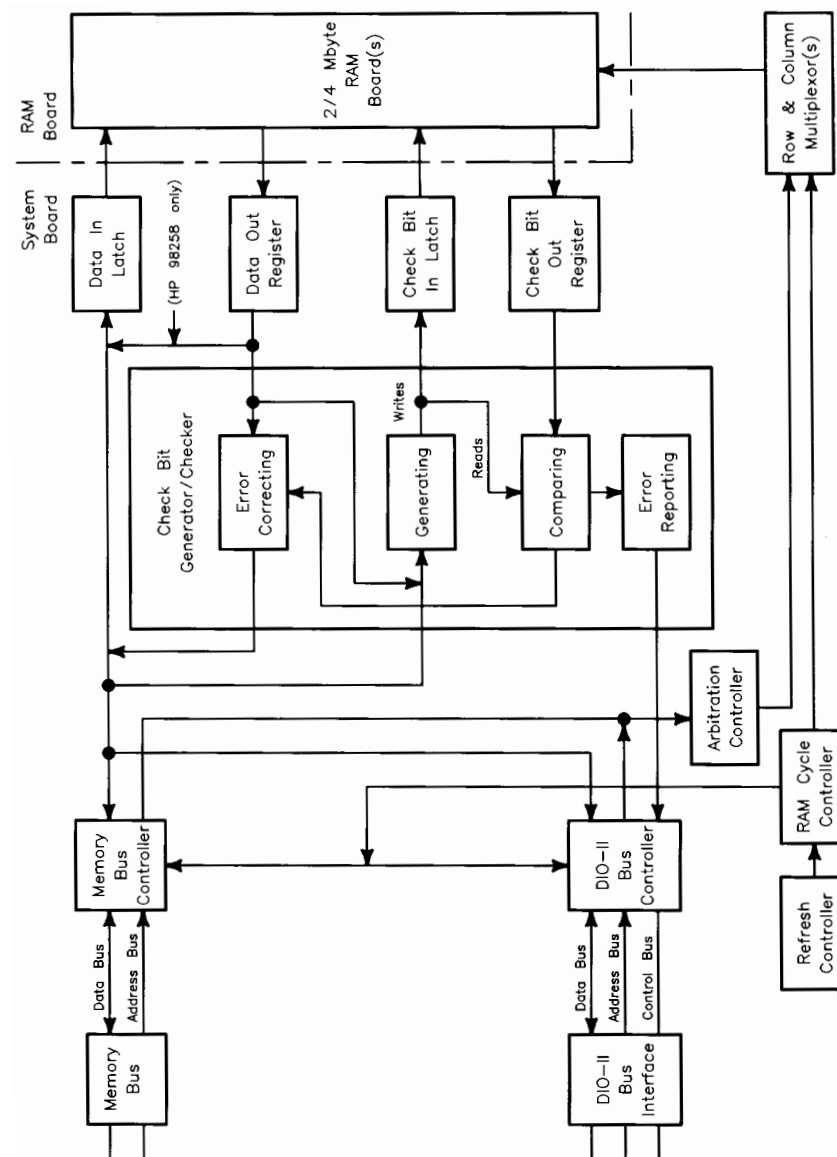 RAM
Board
System
Board
2/4 Mbyte
RAM
Board(s)
Data In
Latch
(HP 98258 only)
Data Out
Register
Check Bit
In Latch
Check Bit
Out
Register
Row & Column
Multiplexor(s)
Check Bit
Generator/Checker
Error
Correcting
Generating
Writes
Reads
Comparing
Error
Reporting
Arbitration
Controller
RAM Cycle
Controller
Refresh
Controller
Memory
Bus
Controller
DIO-II
Bus
Controller
Data Bus
Address Bus
Data Bus
Address Bus
Control Bus
Memory
Bus
DIO-II
Bus
Interface